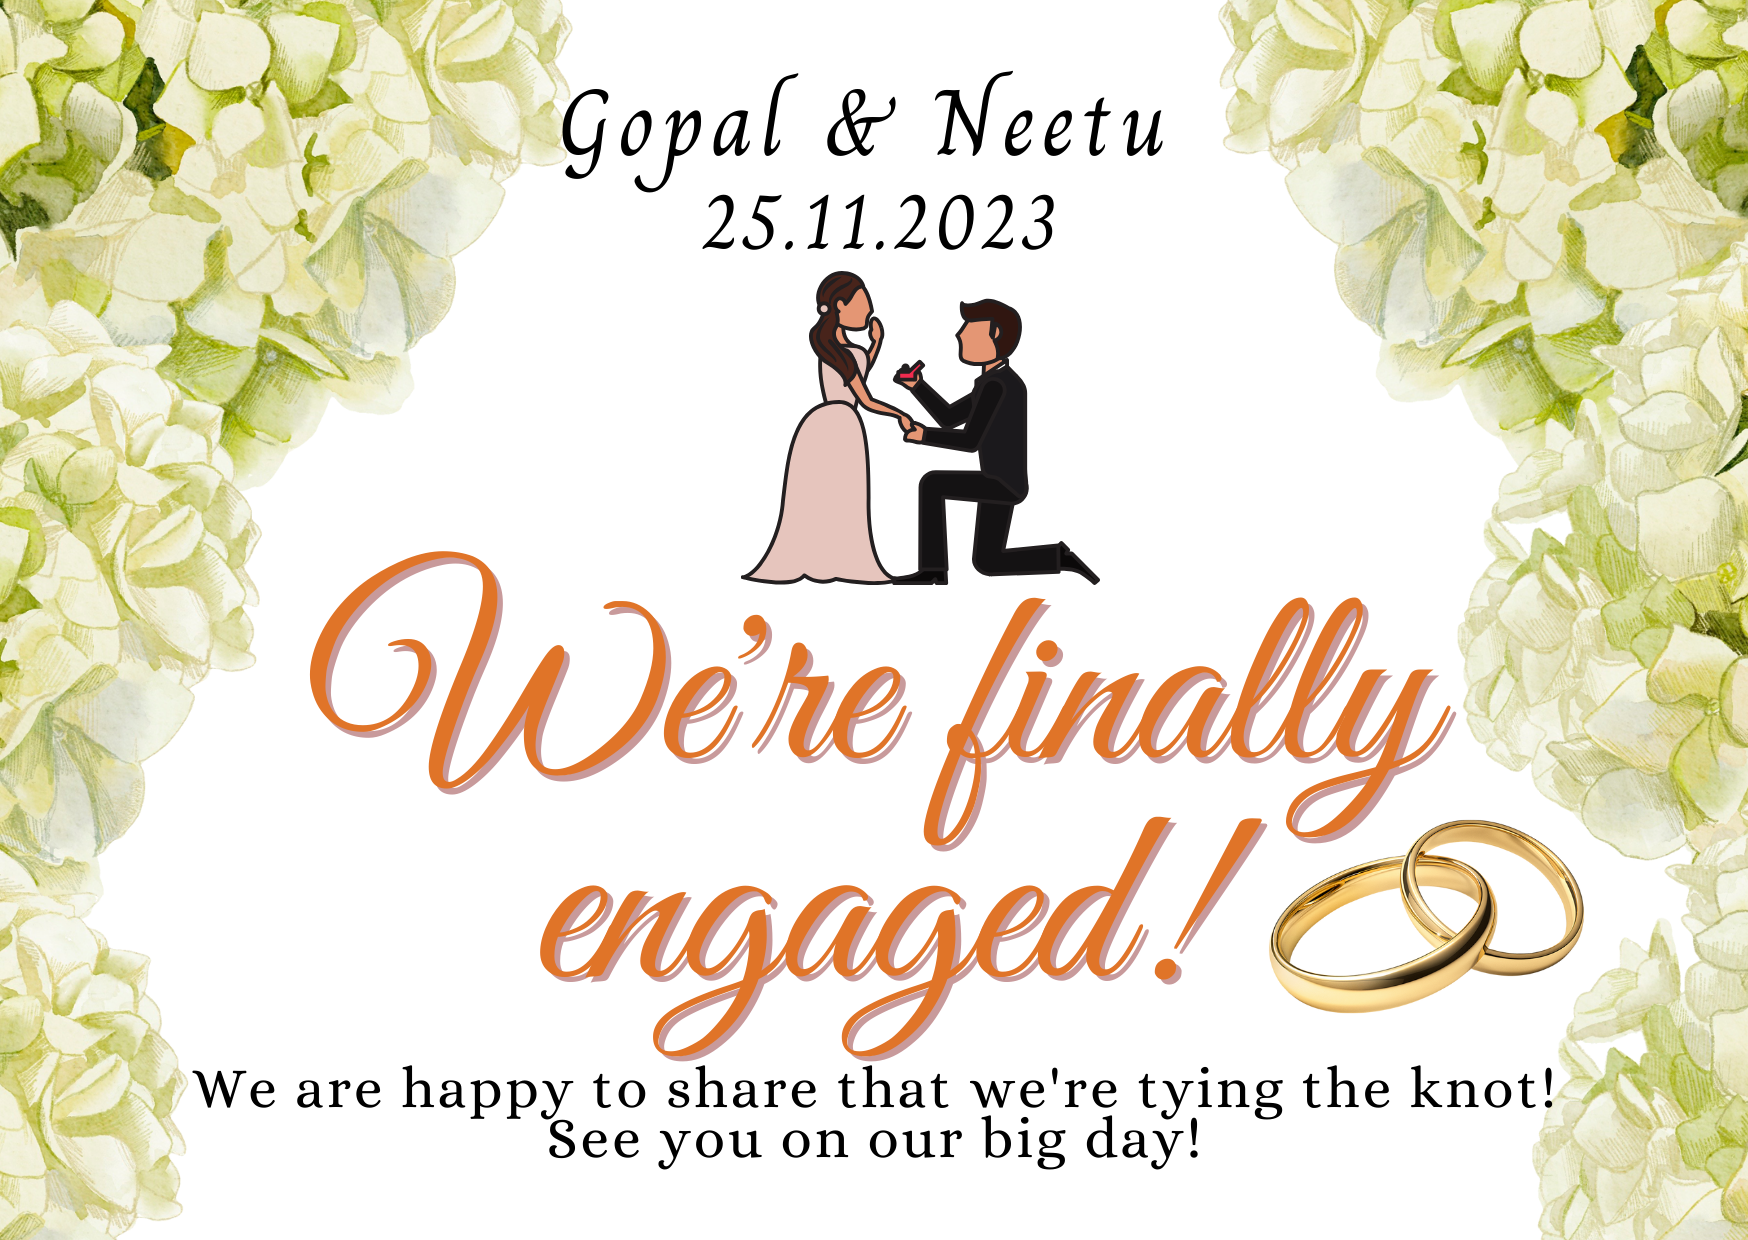 Gopal & Neetu
25.11.2023
We’re finally
engaged!
We are happy to share that we're tying the knot!
See you on our big day!